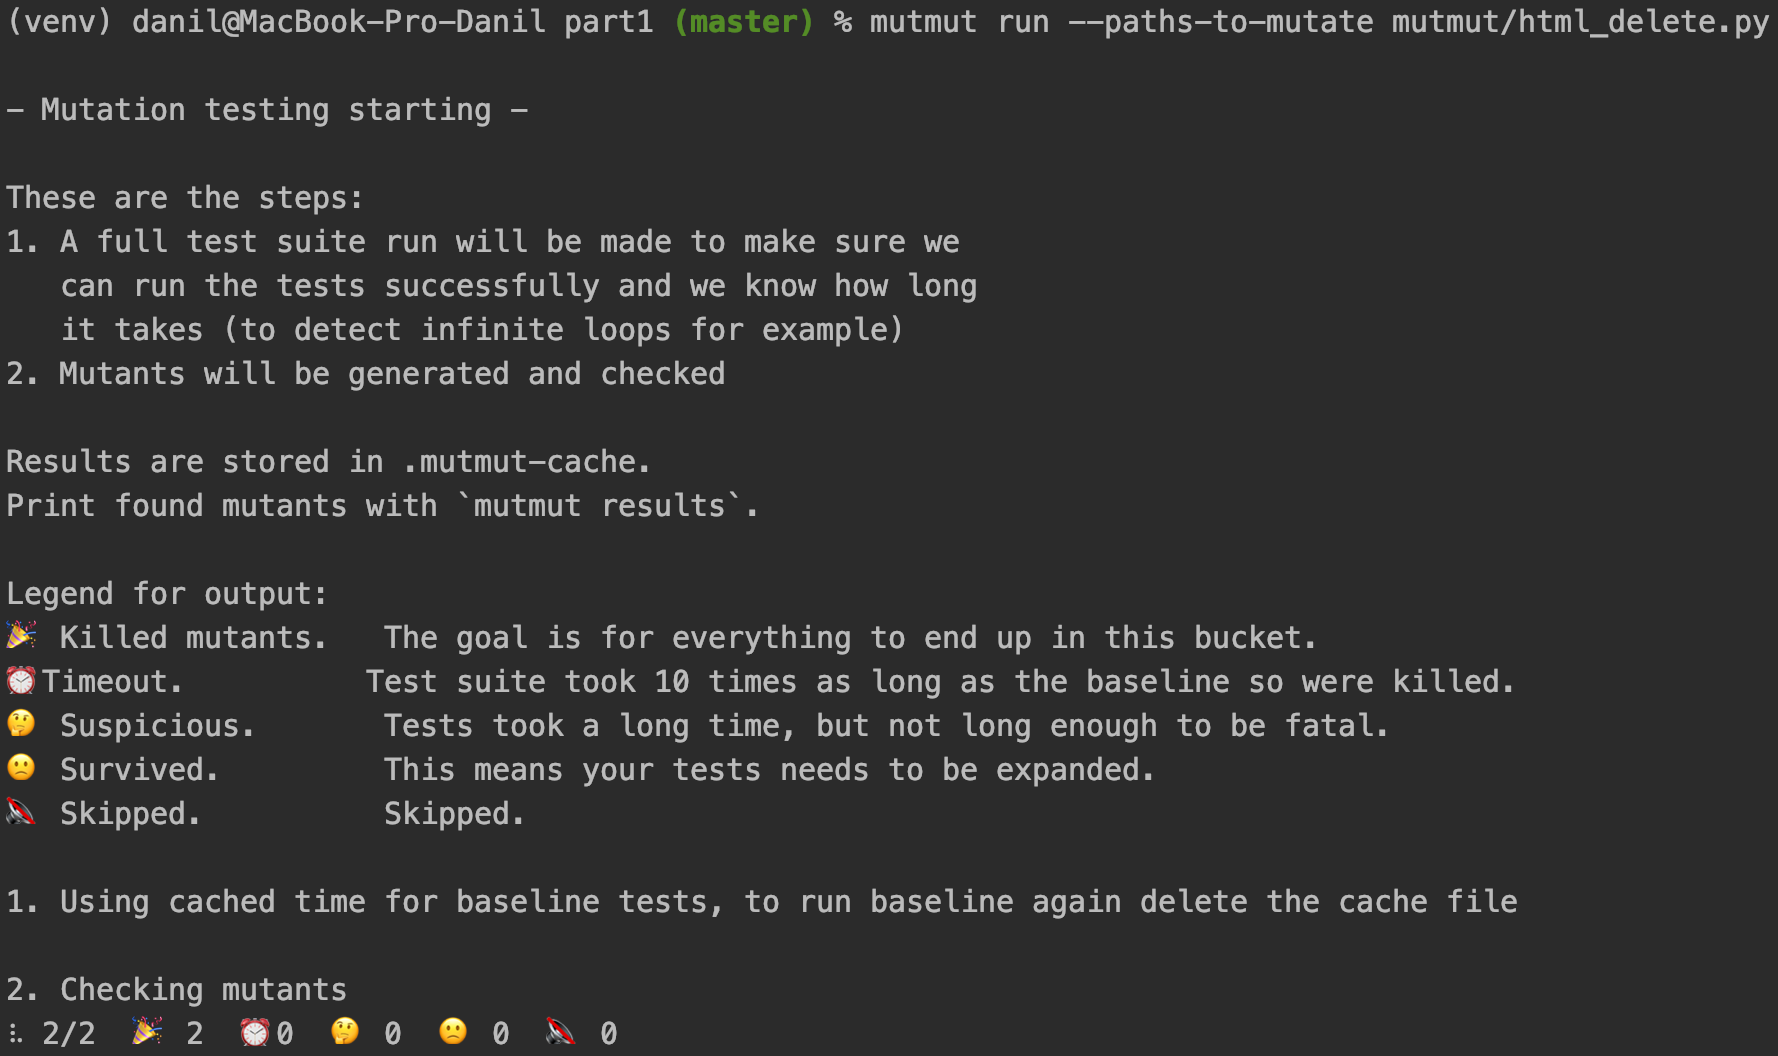 (venv) danil@MacBook-Pro-Danil part1 (master) % mutmut run --paths-to-mutate mutmut/html_delete.py
- Mutation testing starting -
These are the steps:
1. A full test suite run will be made to make sure we
   can run the tests successfully and we know how long
   it takes (to detect infinite loops for example)
2. Mutants will be generated and checked
Results are stored in .mutmut-cache.
Print found mutants with `mutmut results`.
Legend for output:
🎉 Killed mutants.   The goal is for everything to end up in this bucket.
⏰Timeout.          Test suite took 10 times as long as the baseline so were killed.
🤔 Suspicious.       Tests took a long time, but not long enough to be fatal.
🙁 Survived.         This means your tests needs to be expanded.
🔇 Skipped.          Skipped.
1. Using cached time for baseline tests, to run baseline again delete the cache file
2. Checking mutants
⠧ 2/2  🎉 2  ⏰0  🤔 0  🙁 0  🔇 0